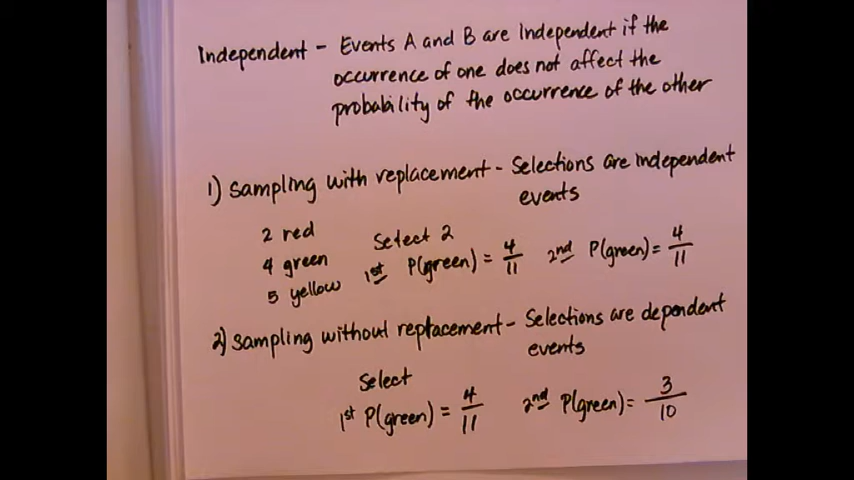 Independent - Events A and B are independent if the
occurrence of one does not affect the
probability of the occurrence of the other
1) Sampling with replacement - Selections are independent
events
2 red
4 green
5 yellow
Select 2
1st P(green) = 4/11 2nd P(green) = 4/11
2) Sampling without replacement - Selections are dependent
events
Select
1st P(green) = 4/11 2nd P(green) = 3/10